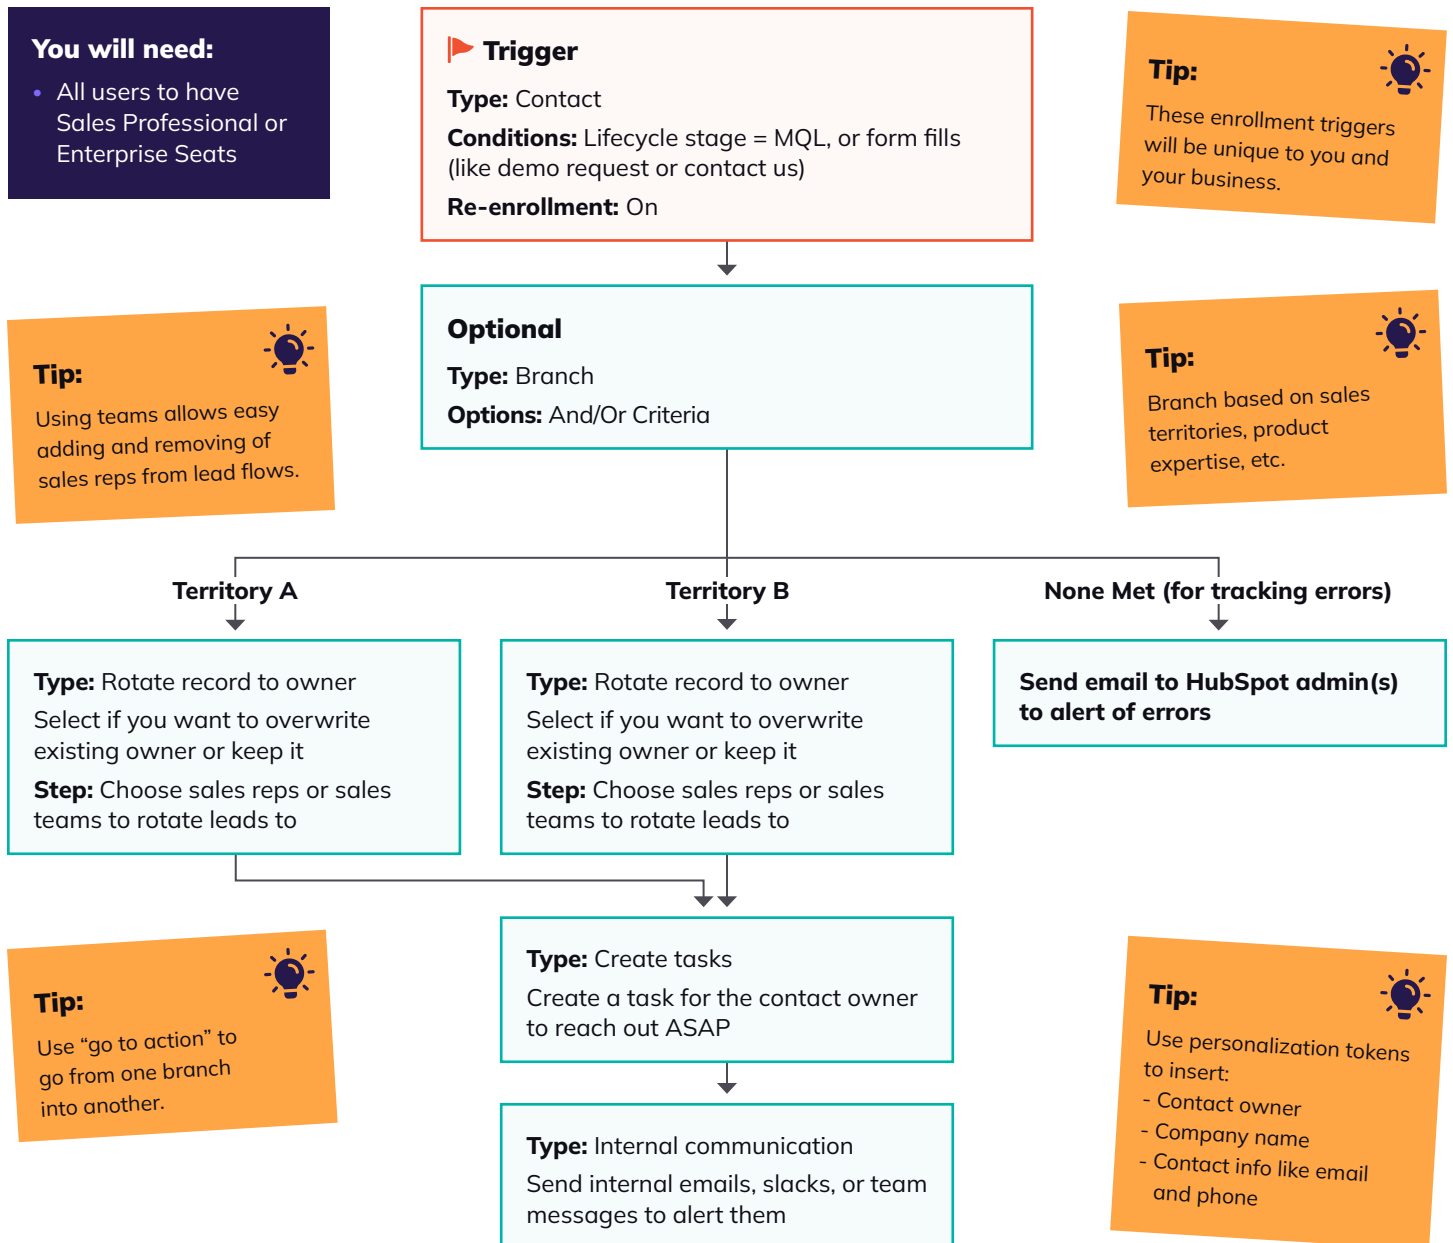 You will need:
• All users to have
Sales Professional or
Enterprise Seats
Trigger
Type: Contact
Conditions: Lifecycle stage = MQL, or form fills
(like demo request or contact us)
Re-enrollment: On
Tip:
These enrollment triggers
will be unique to you and
your business.
Optional
Type: Branch
Options: And/Or Criteria
Tip:
Using teams allows easy
adding and removing of
sales reps from lead flows.
Tip:
Branch based on sales
territories, product
expertise, etc.
Territory A
Territory B
None Met (for tracking errors)
Type: Rotate record to owner
Select if you want to overwrite
existing owner or keep it
Step: Choose sales reps or sales
teams to rotate leads to
Type: Rotate record to owner
Select if you want to overwrite
existing owner or keep it
Step: Choose sales reps or sales
teams to rotate leads to
Send email to HubSpot admin(s)
to alert of errors
Tip:
Use “go to action” to
go from one branch
into another.
Type: Create tasks
Create a task for the contact owner
to reach out ASAP
Type: Internal communication
Send internal emails, slacks, or team
messages to alert them
Tip:
Use personalization tokens
to insert:
- Contact owner
- Company name
- Contact info like email
and phone